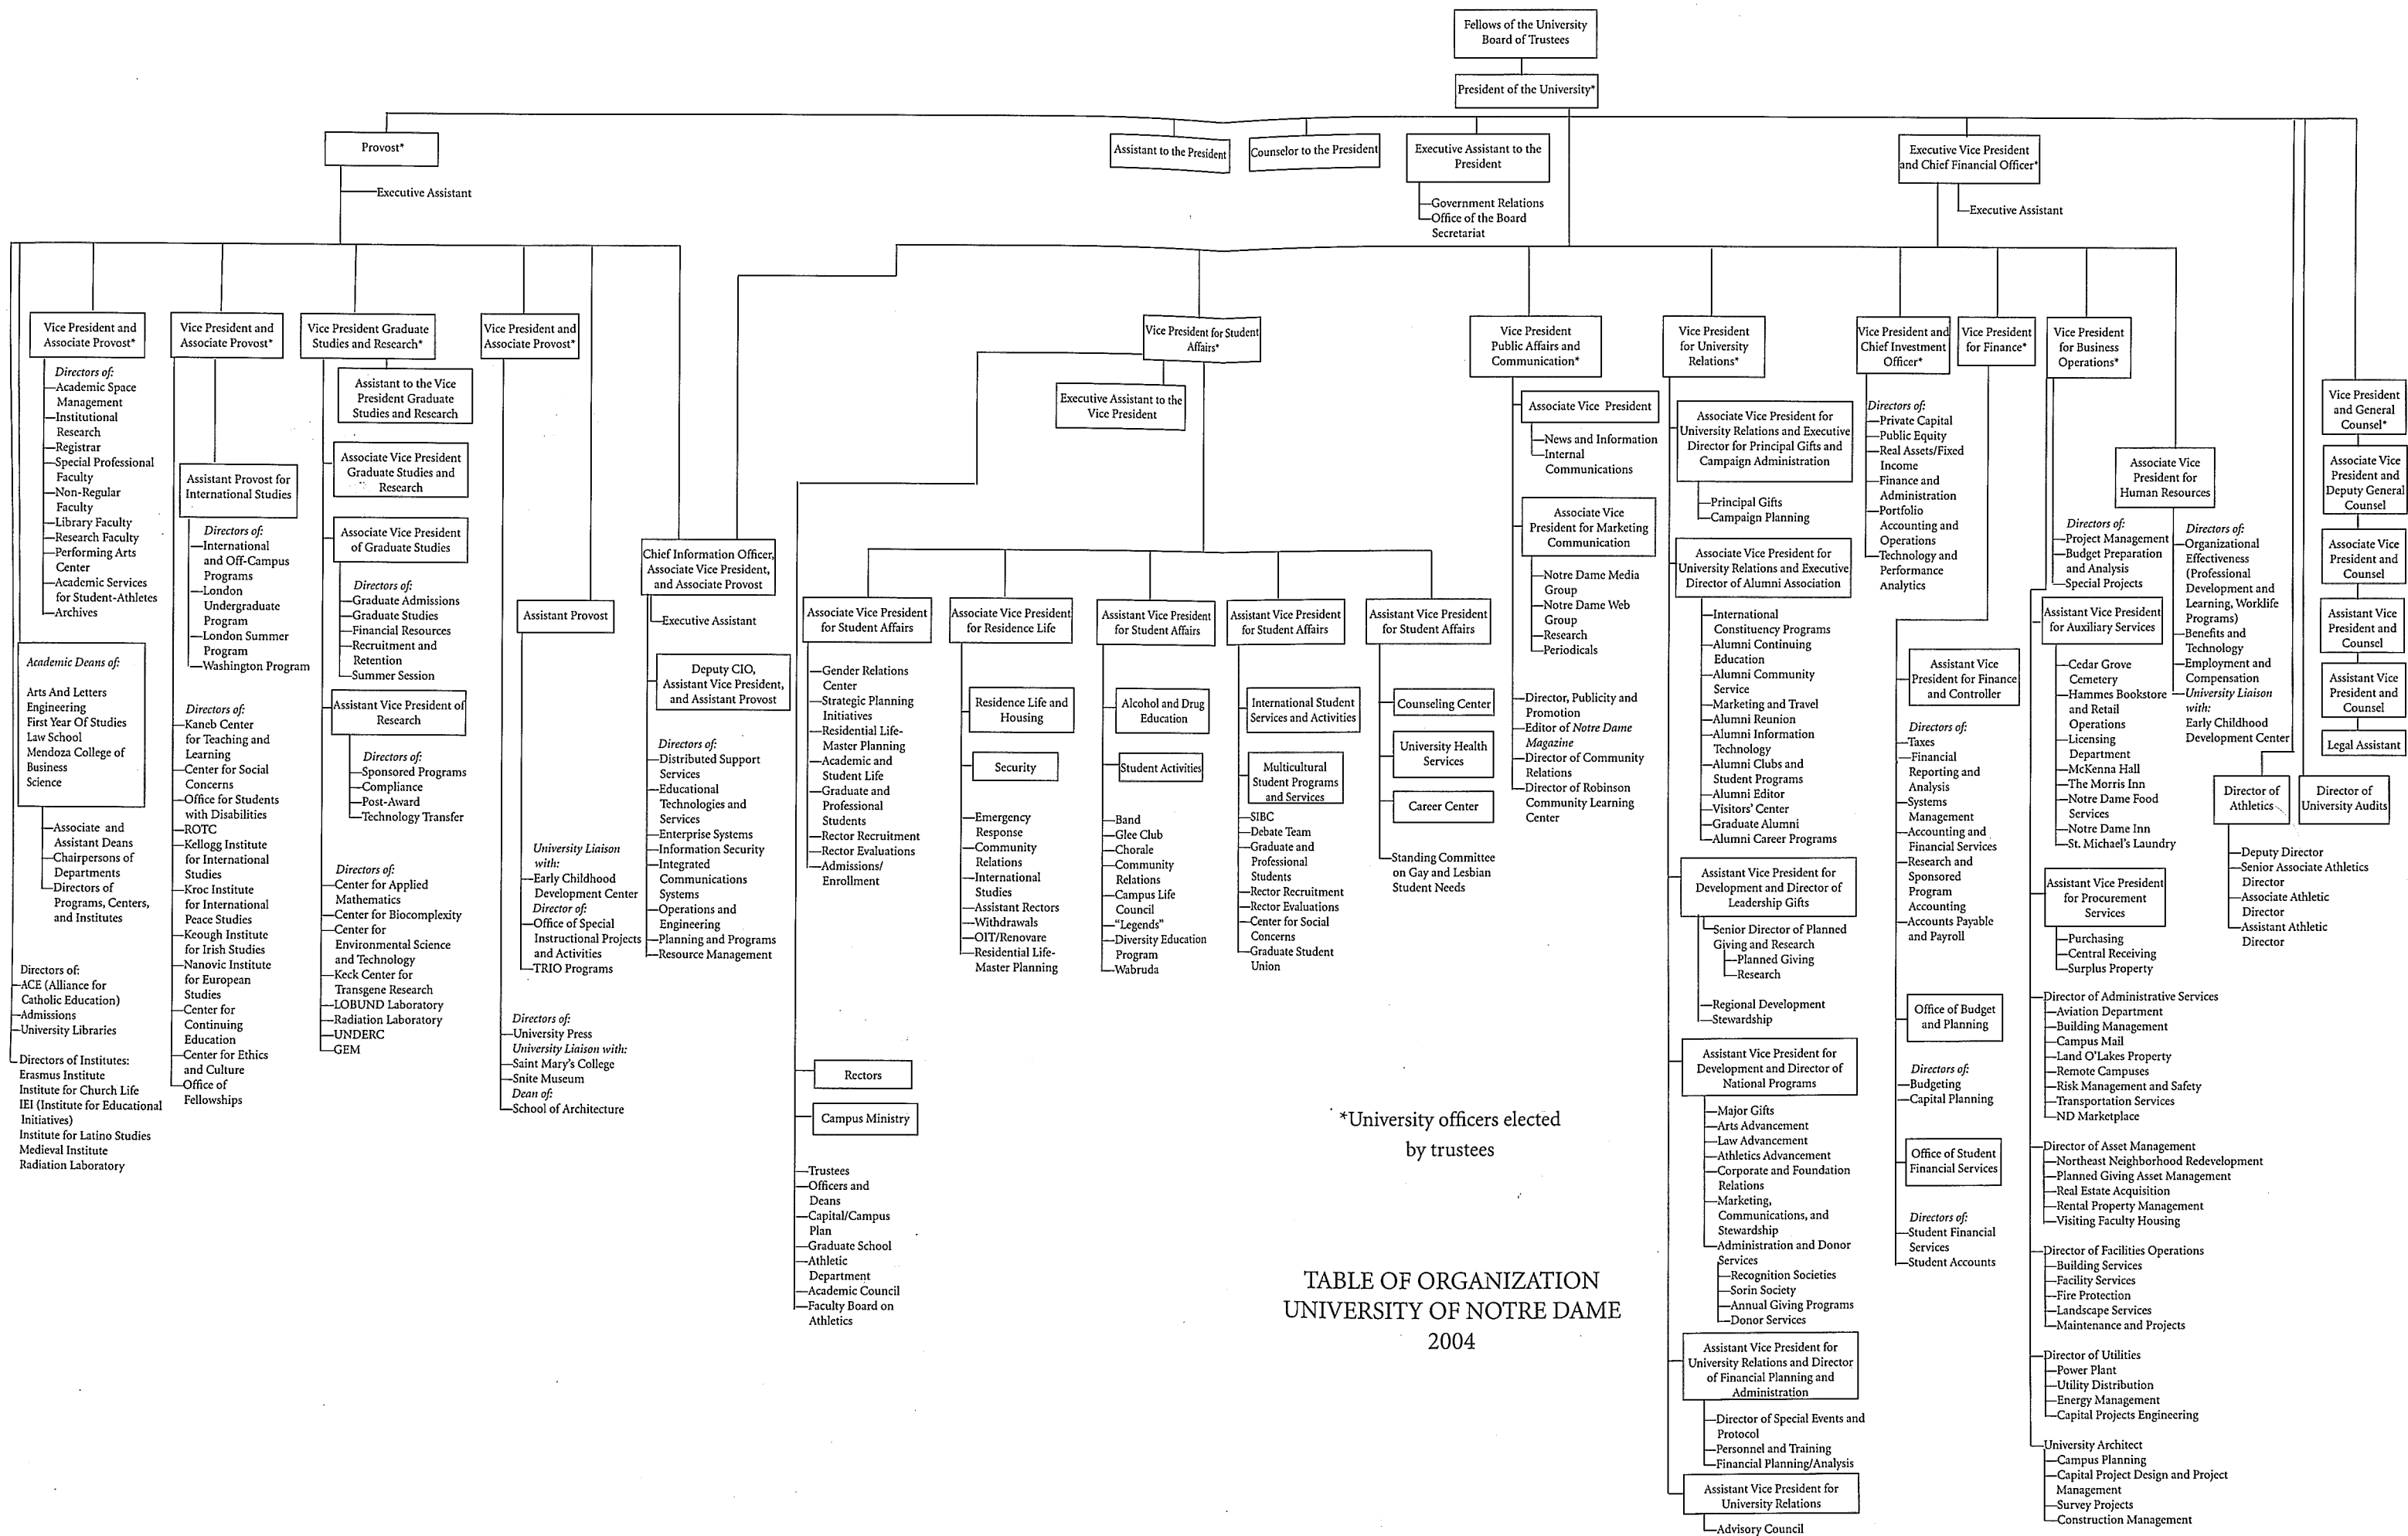 Fellows of the University
Board of Trustees
President of the University*
Provost*
Executive Assistant
Assistant to the President
Counselor to the President
Executive Assistant to the
President
Government Relations
Office of the Board
Secretariat
Executive Vice President
and Chief Financial Officer*
Executive Assistant
Vice President and
Associate Provost*
Directors of:
Academic Space
Management
Institutional
Research
Registrar
Special Professional
Faculty
Non-Regular
Faculty
Library Faculty
Research Faculty
Performing Arts
Center
Academic Services
for Student-Athletes
Archives
Academic Deans of:
Arts And Letters
Engineering
First Year Of Studies
Law School
Mendoza College of
Business
Science
Associate and
Assistant Deans
Chairpersons of
Departments
Directors of
Programs, Centers,
and Institutes
Directors of:
ACE (Alliance for
Catholic Education)
Admissions
University Libraries
Directors of Institutes:
Erasmus Institute
Institute for Church Life
IEI (Institute for Educational
Initiatives)
Institute for Latino Studies
Medieval Institute
Radiation Laboratory
Vice President and
Associate Provost*
Assistant Provost for
International Studies
Directors of:
International
and Off-Campus
Programs
London
Undergraduate
Program
London Summer
Program
Washington Program
Directors of:
Kaneb Center
for Teaching and
Learning
Center for Social
Concerns
Office for Students
with Disabilities
ROTC
Kellogg Institute
for International
Studies
Kroc Institute
for International
Peace Studies
Keough Institute
for Irish Studies
Nanovic Institute
for European
Studies
Center for
Continuing
Education
Center for Ethics
and Culture
Office of
Fellowships
Vice President Graduate
Studies and Research*
Assistant to the Vice
President Graduate
Studies and Research
Associate Vice President
Graduate Studies and
Research
Associate Vice President
of Graduate Studies
Directors of:
Graduate Admissions
Graduate Studies
Financial Resources
Recruitment and
Retention
Summer Session
Assistant Vice President of
Research
Directors of:
Sponsored Programs
Compliance
Post-Award
Technology Transfer
Directors of:
Center for Applied
Mathematics
Center for Biocomplexity
Center for
Environmental Science
and Technology
Keck Center for
Transgene Research
LOBUND Laboratory
Radiation Laboratory
UNDERC
GEM
Vice President and
Associate Provost*
Assistant Provost
University Liaison
with:
Early Childhood
Development Center
Director of:
Office of Special
Instructional Projects
and Activities
TRIO Programs
Directors of:
University Press
University Liaison with:
Saint Mary's College
Snite Museum
Dean of:
School of Architecture
Chief Information Officer,
Associate Vice President,
and Associate Provost
Executive Assistant
Deputy CIO,
Assistant Vice President,
and Assistant Provost
Directors of:
Distributed Support
Services
Educational
Technologies and
Services
Enterprise Systems
Information Security
Integrated
Communications
Systems
Operations and
Engineering
Planning and Programs
Resource Management
Vice President for Student
Affairs*
Executive Assistant to the
Vice President
Associate Vice President
for Student Affairs
Gender Relations
Center
Strategic Planning
Initiatives
Residential Life-
Master Planning
Academic and
Student Life
Graduate and
Professional
Students
Rector Recruitment
Rector Evaluations
Admissions/
Enrollment
Rectors
Campus Ministry
Trustees
Officers and
Deans
Capital/Campus
Plan
Graduate School
Athletic
Department
Academic Council
Faculty Board on
Athletics
Associate Vice President
for Residence Life
Residence Life and
Housing
Security
Emergency
Response
Community
Relations
International
Studies
Assistant Rectors
Withdrawals
OIT/Renovare
Residential Life-
Master Planning
Assistant Vice President
for Student Affairs
Alcohol and Drug
Education
Student Activities
Band
Glee Club
Chorale
Community
Relations
Campus Life
Council
"Legends"
Diversity Education
Program
Wabruda
Assistant Vice President
for Student Affairs
International Student
Services and Activities
Multicultural
Student Programs
and Services
SIBC
Debate Team
Graduate and
Professional
Students
Rector Recruitment
Rector Evaluations
Center for Social
Concerns
Graduate Student
Union
Assistant Vice President
for Student Affairs
Counseling Center
University Health
Services
Career Center
Standing Committee
on Gay and Lesbian
Student Needs
Vice President
Public Affairs and
Communication*
Associate Vice President
News and Information
Internal
Communications
Associate Vice
President for Marketing
Communication
Notre Dame Media
Group
Notre Dame Web
Group
Research
Periodicals
Director, Publicity and
Promotion
Editor of Notre Dame
Magazine
Director of Community
Relations
Director of Robinson
Community Learning
Center
Vice President
for University
Relations*
Associate Vice President for
University Relations and Executive
Director for Principal Gifts and
Campaign Administration
Principal Gifts
Campaign Planning
Associate Vice President for
University Relations and Executive
Director of Alumni Association
International
Constituency Programs
Alumni Continuing
Education
Alumni Community
Service
Marketing and Travel
Alumni Reunion
Alumni Information
Technology
Alumni Clubs and
Student Programs
Alumni Editor
Visitors' Center
Graduate Alumni
Alumni Career Programs
Assistant Vice President for
Development and Director of
Leadership Gifts
Senior Director of Planned
Giving and Research
Planned Giving
Research
Regional Development
Stewardship
Assistant Vice President for
Development and Director of
National Programs
Major Gifts
Arts Advancement
Law Advancement
Athletics Advancement
Corporate and Foundation
Relations
Marketing,
Communications, and
Stewardship
Administration and Donor
Services
Recognition Societies
Sorin Society
Annual Giving Programs
Donor Services
Assistant Vice President for
University Relations and Director
of Financial Planning and
Administration
Director of Special Events and
Protocol
Personnel and Training
Financial Planning/Analysis
Assistant Vice President for
University Relations
Advisory Council
Vice President and
Chief Investment
Officer*
Directors of:
Private Capital
Public Equity
Real Assets/Fixed
Income
Finance and
Administration
Portfolio
Accounting and
Operations
Technology and
Performance
Analytics
Vice President
for Finance*
Assistant Vice
President for Finance
and Controller
Directors of:
Taxes
Financial
Reporting and
Analysis
Systems
Management
Accounting and
Financial Services
Research and
Sponsored
Program
Accounting
Accounts Payable
and Payroll
Office of Budget
and Planning
Directors of:
Budgeting
Capital Planning
Office of Student
Financial Services
Directors of:
Student Financial
Services
Student Accounts
Vice President
for Business
Operations*
Directors of:
Project Management
Budget Preparation
and Analysis
Special Projects
Assistant Vice President
for Auxiliary Services
Cedar Grove
Cemetery
Hammes Bookstore
and Retail
Operations
Licensing
Department
McKenna Hall
The Morris Inn
Notre Dame Food
Services
Notre Dame Inn
St. Michael's Laundry
Assistant Vice President
for Procurement
Services
Purchasing
Central Receiving
Surplus Property
Director of Administrative Services
Aviation Department
Building Management
Campus Mail
Land O'Lakes Property
Remote Campuses
Risk Management and Safety
Transportation Services
ND Marketplace
Director of Asset Management
Northeast Neighborhood Redevelopment
Planned Giving Asset Management
Real Estate Acquisition
Rental Property Management
Visiting Faculty Housing
Director of Facilities Operations
Building Services
Facility Services
Fire Protection
Landscape Services
Maintenance and Projects
Director of Utilities
Power Plant
Utility Distribution
Energy Management
Capital Projects Engineering
University Architect
Campus Planning
Capital Project Design and Project
Management
Survey Projects
Construction Management
Associate Vice
President for
Human Resources
Directors of:
Organizational
Effectiveness
(Professional
Development and
Learning, Worklife
Programs)
Benefits and
Technology
Employment and
Compensation
University Liaison
with:
Early Childhood
Development Center
Director of
Athletics
Deputy Director
Senior Associate Athletics
Director
Associate Athletic
Director
Assistant Athletic
Director
Director of
University Audits
Vice President
and General
Counsel*
Associate Vice
President and
Deputy General
Counsel
Associate Vice
President and
Counsel
Assistant Vice
President and
Counsel
Assistant Vice
President and
Counsel
Legal Assistant
*University officers elected
by trustees
TABLE OF ORGANIZATION
UNIVERSITY OF NOTRE DAME
2004